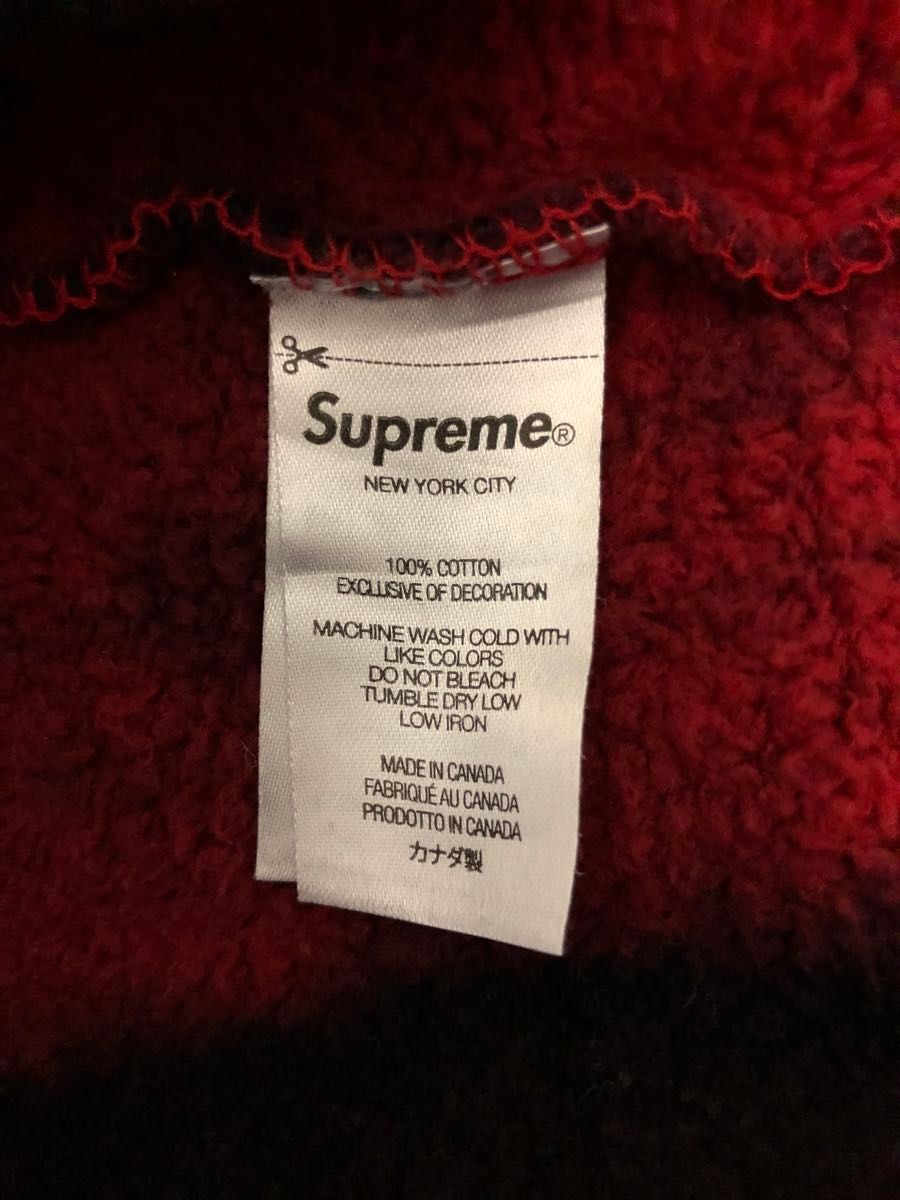 Supreme®
NEW YORK CITY
100% COTTON
EXCLUSIVE OF DECORATION
MACHINE WASH COLD WITH
LIKE COLORS
DO NOT BLEACH
TUMBLE DRY LOW
LOW IRON
MADE IN CANADA
FABRIQUÉ AU CANADA
PRODOTTO IN CANADA
カナダ製